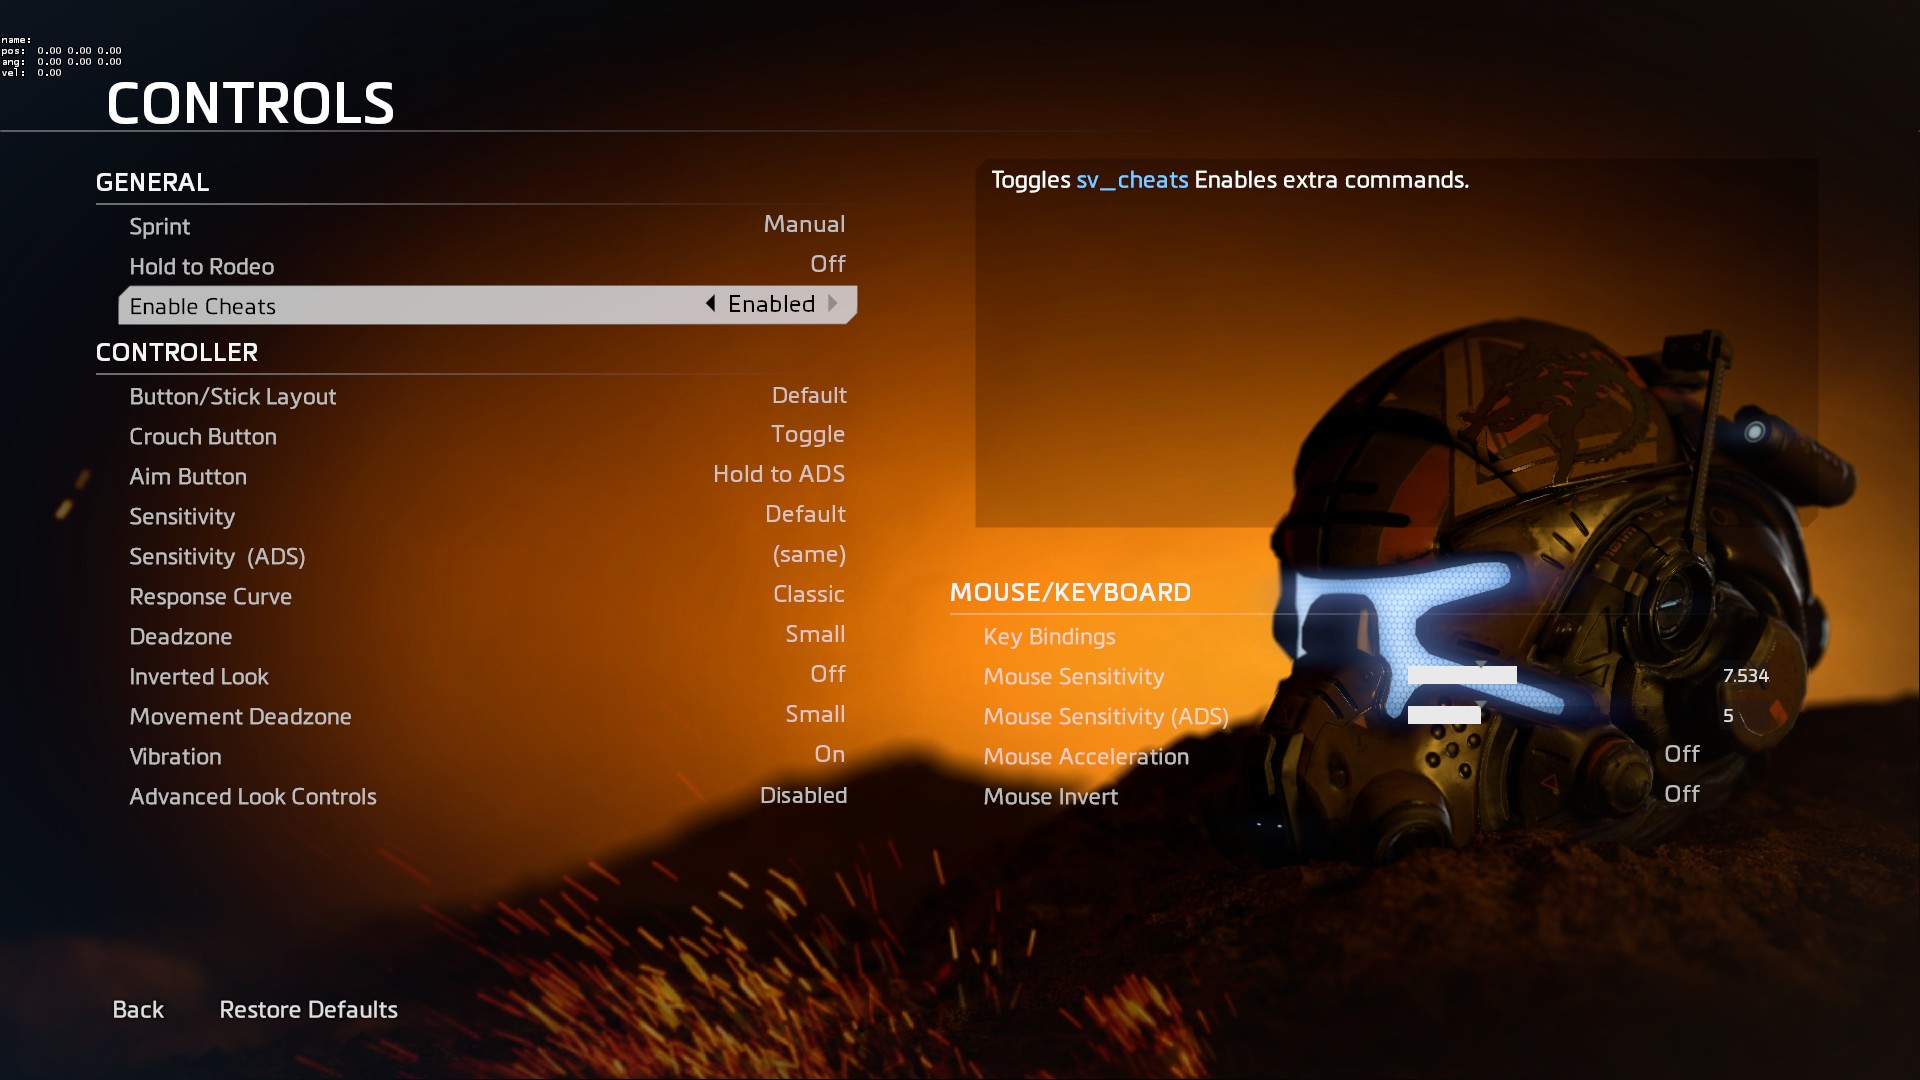 name:
pos: 0.00 0.00 0.00
ang: 0.00 0.00 0.00
vel: 0.00
CONTROLS
GENERAL
Sprint Manual
Hold to Rodeo Off
Enable Cheats Enabled
CONTROLLER
Button/Stick Layout Default
Crouch Button Toggle
Aim Button Hold to ADS
Sensitivity Default
Sensitivity (ADS) (same)
Response Curve Classic
Deadzone Small
Inverted Look Off
Movement Deadzone Small
Vibration On
Advanced Look Controls Disabled
Toggles sv_cheats Enables extra commands.
MOUSE/KEYBOARD
Key Bindings
Mouse Sensitivity 7.534
Mouse Sensitivity (ADS) 5
Mouse Acceleration Off
Mouse Invert Off
Back Restore Defaults